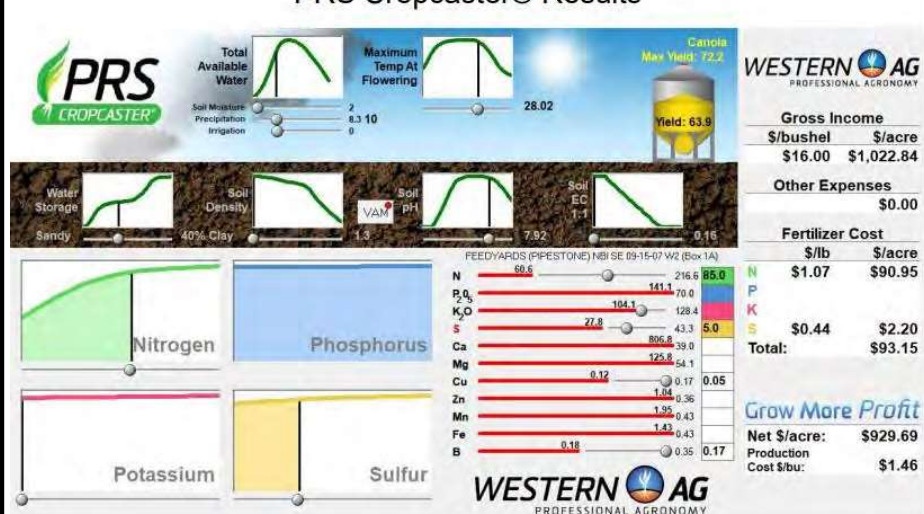 PRS Cropcaster® Results
PRS
CROPCASTER®
Total
Available
Water
Maximum
Temp At
Flowering
Soil Moisture 2
Precipitation 8.3 10
Irrigation 0
28.02
Canola
Max Yield: 72.2
Yield: 63.9
Water
Storage
Sandy
40% Clay
Soil
Density
1.3
VAM
Soil
pH
7.92
Soil
EC
1:1
0.16
Nitrogen
Phosphorus
Potassium
Sulfur
FEEDYARDS (PIPESTONE) NBI SE 09-15-07 W2 (Box 1A)
N 60.6 216.6 85.0
P2O5 141.1 70.0
K2O 104.1 128.4
S 27.8 43.3 5.0
Ca 806.8 39.0
Mg 125.8 54.1
Cu 0.12 0.17 0.05
Zn 1.04 0.36
Mn 1.95 0.43
Fe 1.43 0.43
B 0.18 0.35 0.17
WESTERN AG
PROFESSIONAL AGRONOMY
WESTERN AG
PROFESSIONAL AGRONOMY
Gross Income
$/bushel $/acre
$16.00 $1,022.84
Other Expenses
$0.00
Fertilizer Cost
$/lb $/acre
N $1.07 $90.95
P
K
S $0.44 $2.20
Total: $93.15
Grow More Profit
Net $/acre: $929.69
Production
Cost $/bu: $1.46